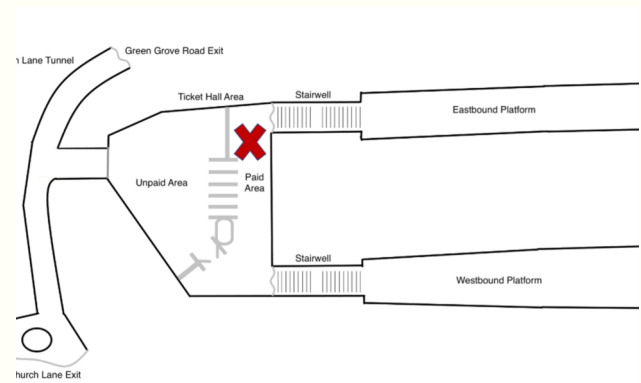 Green Grove Road Exit
n Lane Tunnel
Ticket Hall Area
Stairwell
Eastbound Platform
Unpaid Area
Paid
Area
Stairwell
Westbound Platform
hurch Lane Exit